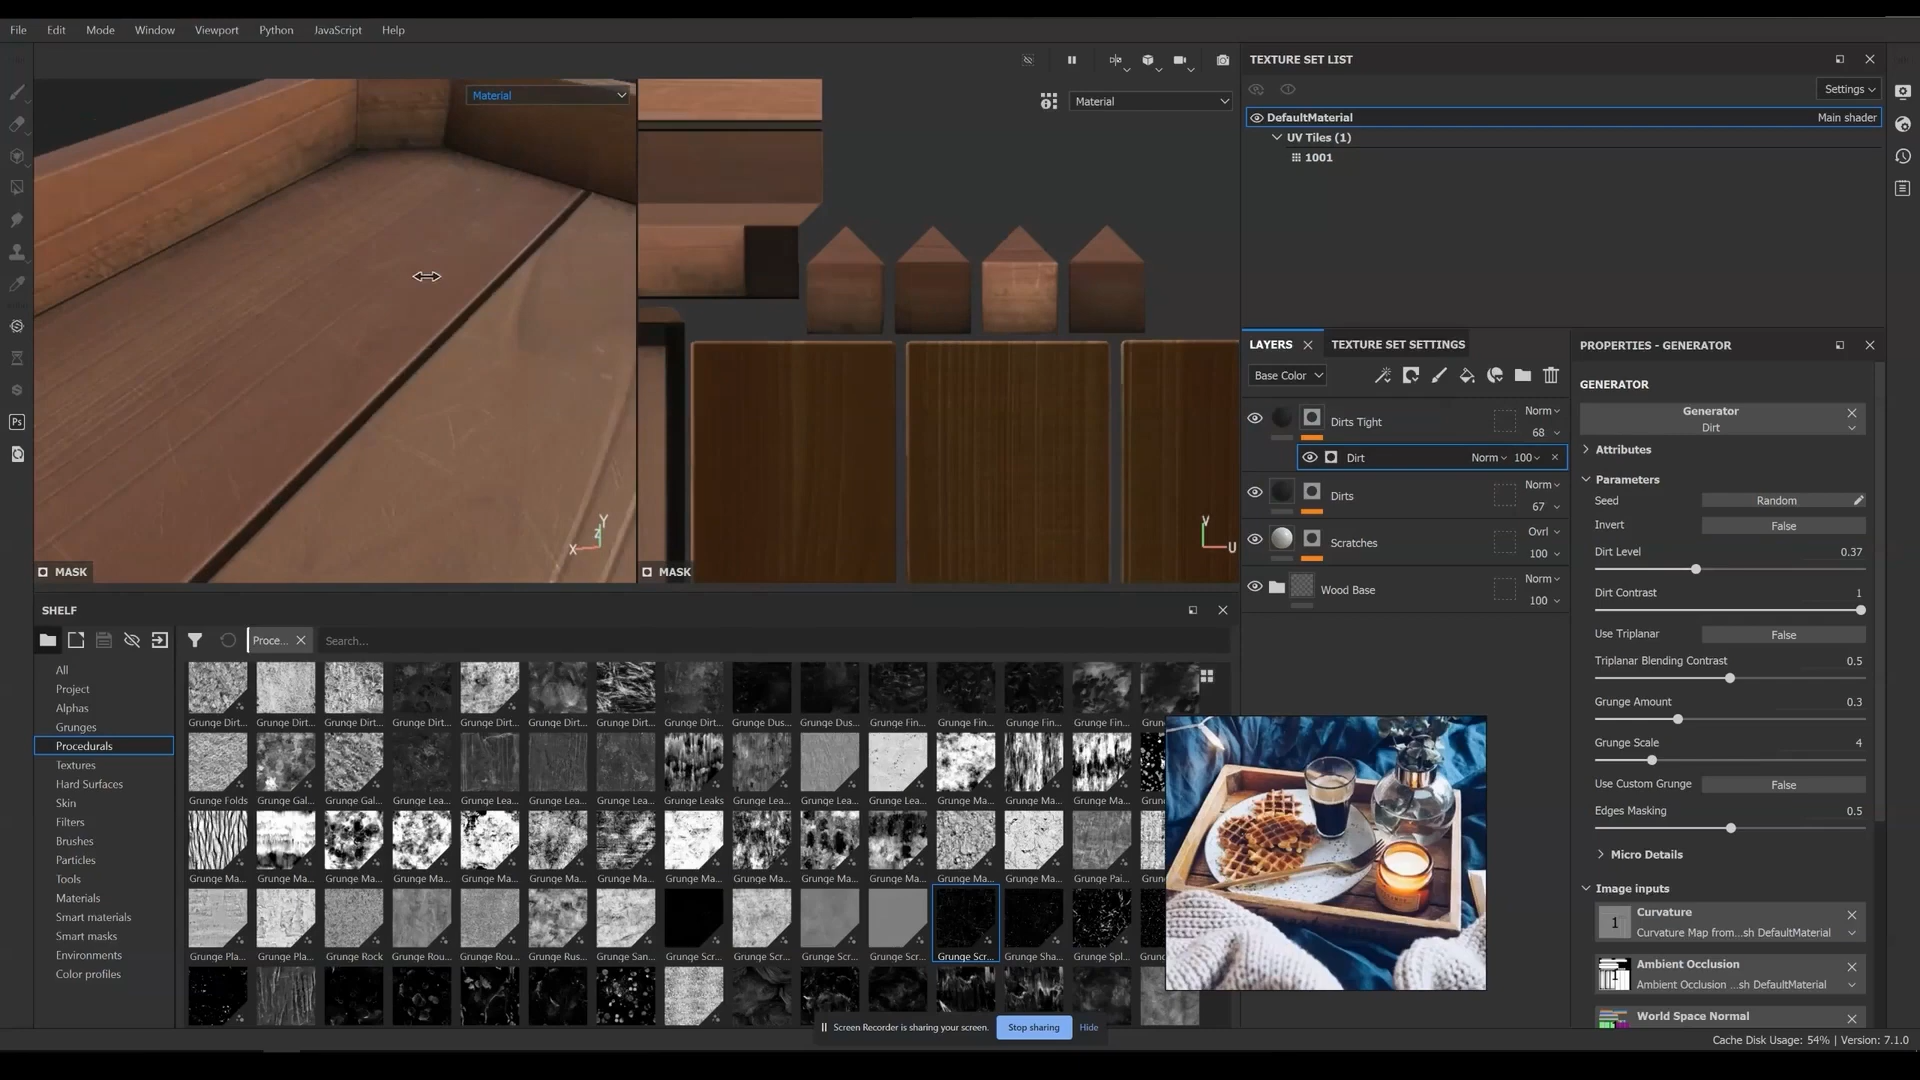 File Edit Mode Window Viewport Python JavaScript Help
Material
Material
X Y Z
V U
MASK
MASK
TEXTURE SET LIST
Settings
DefaultMaterial Main shader
UV Tiles (1)
1001
LAYERS TEXTURE SET SETTINGS
Base Color
Dirts Tight Norm 68
Dirt Norm 100
Dirts Norm 67
Scratches Ovrl 100
Wood Base Norm 100
PROPERTIES - GENERATOR
GENERATOR
Generator
Dirt
Attributes
Parameters
Seed Random
Invert False
Dirt Level 0.37
Dirt Contrast 1
Use Triplanar False
Triplanar Blending Contrast 0.5
Grunge Amount 0.3
Grunge Scale 4
Use Custom Grunge False
Edges Masking 0.5
Micro Details
Image inputs
1 Curvature
Curvature Map from...sh DefaultMaterial
Ambient Occlusion
Ambient Occlusion ...sh DefaultMaterial
World Space Normal
SHELF
Proce... Search...
All
Project
Alphas
Grunges
Procedurals
Textures
Hard Surfaces
Skin
Filters
Brushes
Particles
Tools
Materials
Smart materials
Smart masks
Environments
Color profiles
Grunge Dirt... Grunge Dirt... Grunge Dirt... Grunge Dirt... Grunge Dirt... Grunge Dirt... Grunge Dirt... Grunge Dirt... Grunge Dus... Grunge Dus... Grunge Fin... Grunge Fin... Grunge Fin... Grunge Fin... Grunge Fin...
Grunge Folds Grunge Gal... Grunge Gal... Grunge Lea... Grunge Lea... Grunge Lea... Grunge Leaks Grunge Lea... Grunge Lea... Grunge Lea... Grunge Ma... Grunge Ma... Grunge Ma...
Grunge Ma... Grunge Ma... Grunge Ma... Grunge Ma... Grunge Ma... Grunge Ma... Grunge Ma... Grunge Ma... Grunge Ma... Grunge Ma... Grunge Ma... Grunge Ma... Grunge Ma... Grunge Pai...
Grunge Pla... Grunge Pla... Grunge Rock Grunge Rou... Grunge Rou... Grunge Rus... Grunge San... Grunge Scr... Grunge Scr... Grunge Scr... Grunge Scr... Grunge Scr... Grunge Sha... Grunge Spl...
Screen Recorder is sharing your screen. Stop sharing Hide
Cache Disk Usage: 54% | Version: 7.1.0
Ps